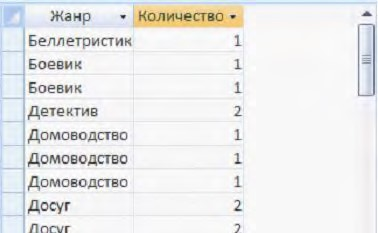 Жанр Количество
Беллетристик 1
Боевик 1
Боевик 1
Детектив 2
Домоводство 1
Домоводство 1
Домоводство 1
Досуг 2
Досуг 2